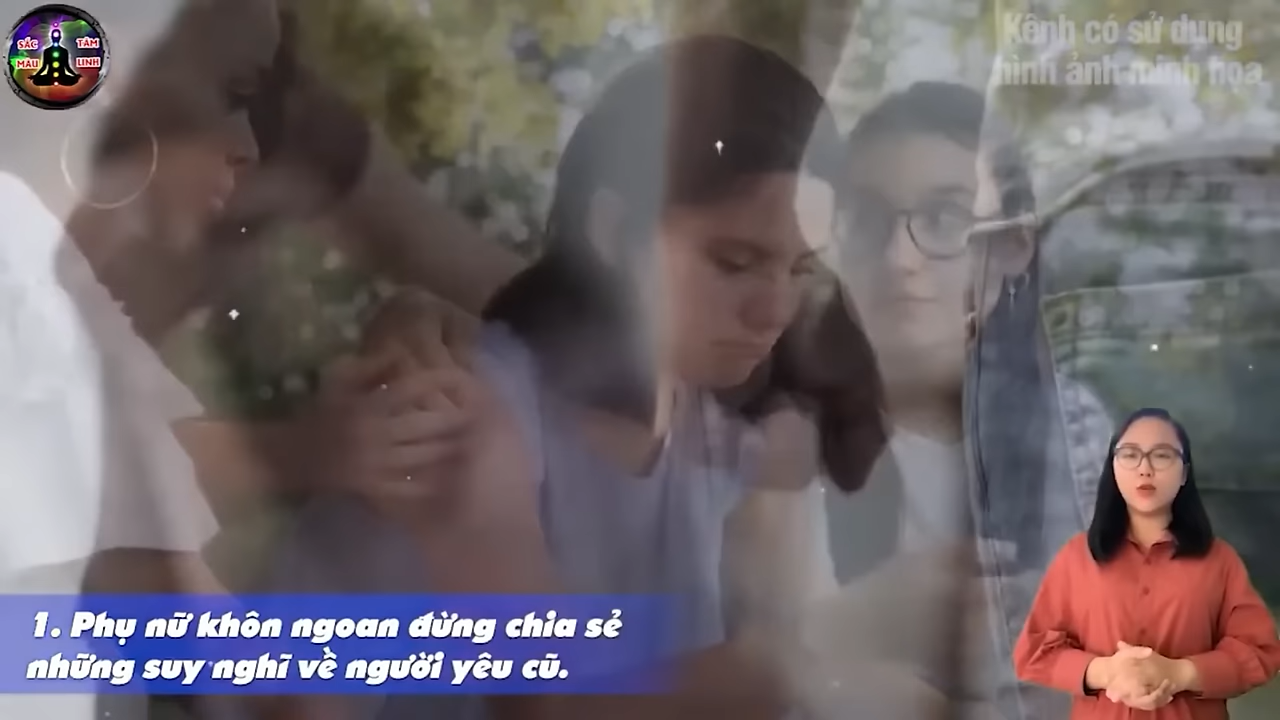 SẮC TÂM
MÀU LINH
Kênh có sử dụng
hình ảnh minh họa
1. Phụ nữ khôn ngoan đừng chia sẻ
những suy nghĩ về người yêu cũ.